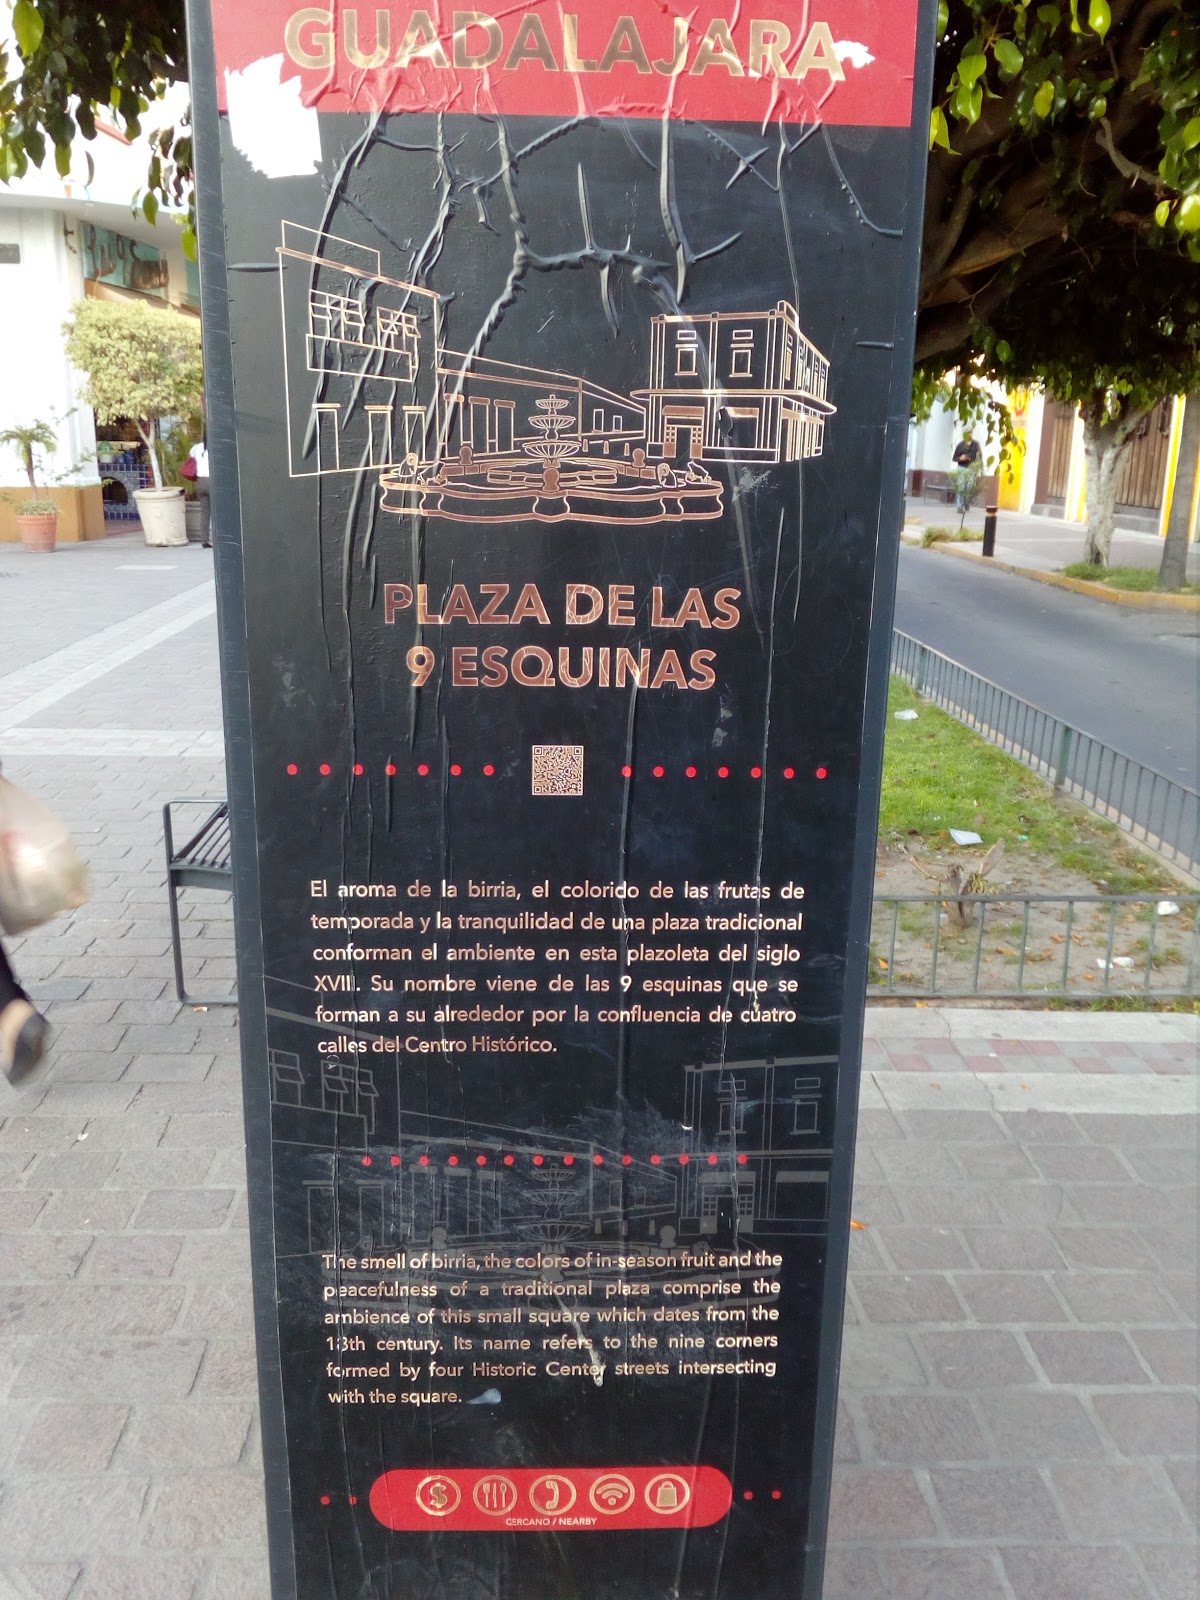 GUADALAJARA
PLAZA DE LAS
9 ESQUINAS
El aroma de la birria, el colorido de las frutas de
temporada y la tranquilidad de una plaza tradicional
conforman el ambiente en esta plazoleta del siglo
XVIII. Su nombre viene de las 9 esquinas que se
forman a su alrededor por la confluencia de cuatro
calles del Centro Histórico.
The smell of birria, the colors of in-season fruit and the
peacefulness of a traditional plaza comprise the
ambience of this small square which dates from the
18th century. Its name refers to the nine corners
formed by four Historic Center streets intersecting
with the square.
$
CERCANO / NEARBY